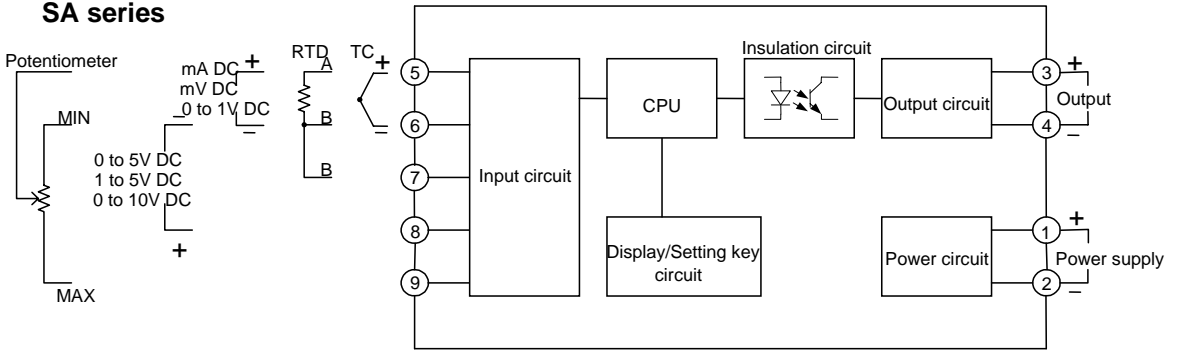 SA series
Potentiometer
MIN
MAX
mA DC
mV DC
0 to 1V DC
+
−
−
0 to 5V DC
1 to 5V DC
0 to 10V DC
+
RTD
A
B
B
TC
+
−
5
6
7
8
9
Input circuit
CPU
Display/Setting key
circuit
Insulation circuit
Output circuit
3
4
+
Output
−
Power circuit
1
2
+
Power supply
−